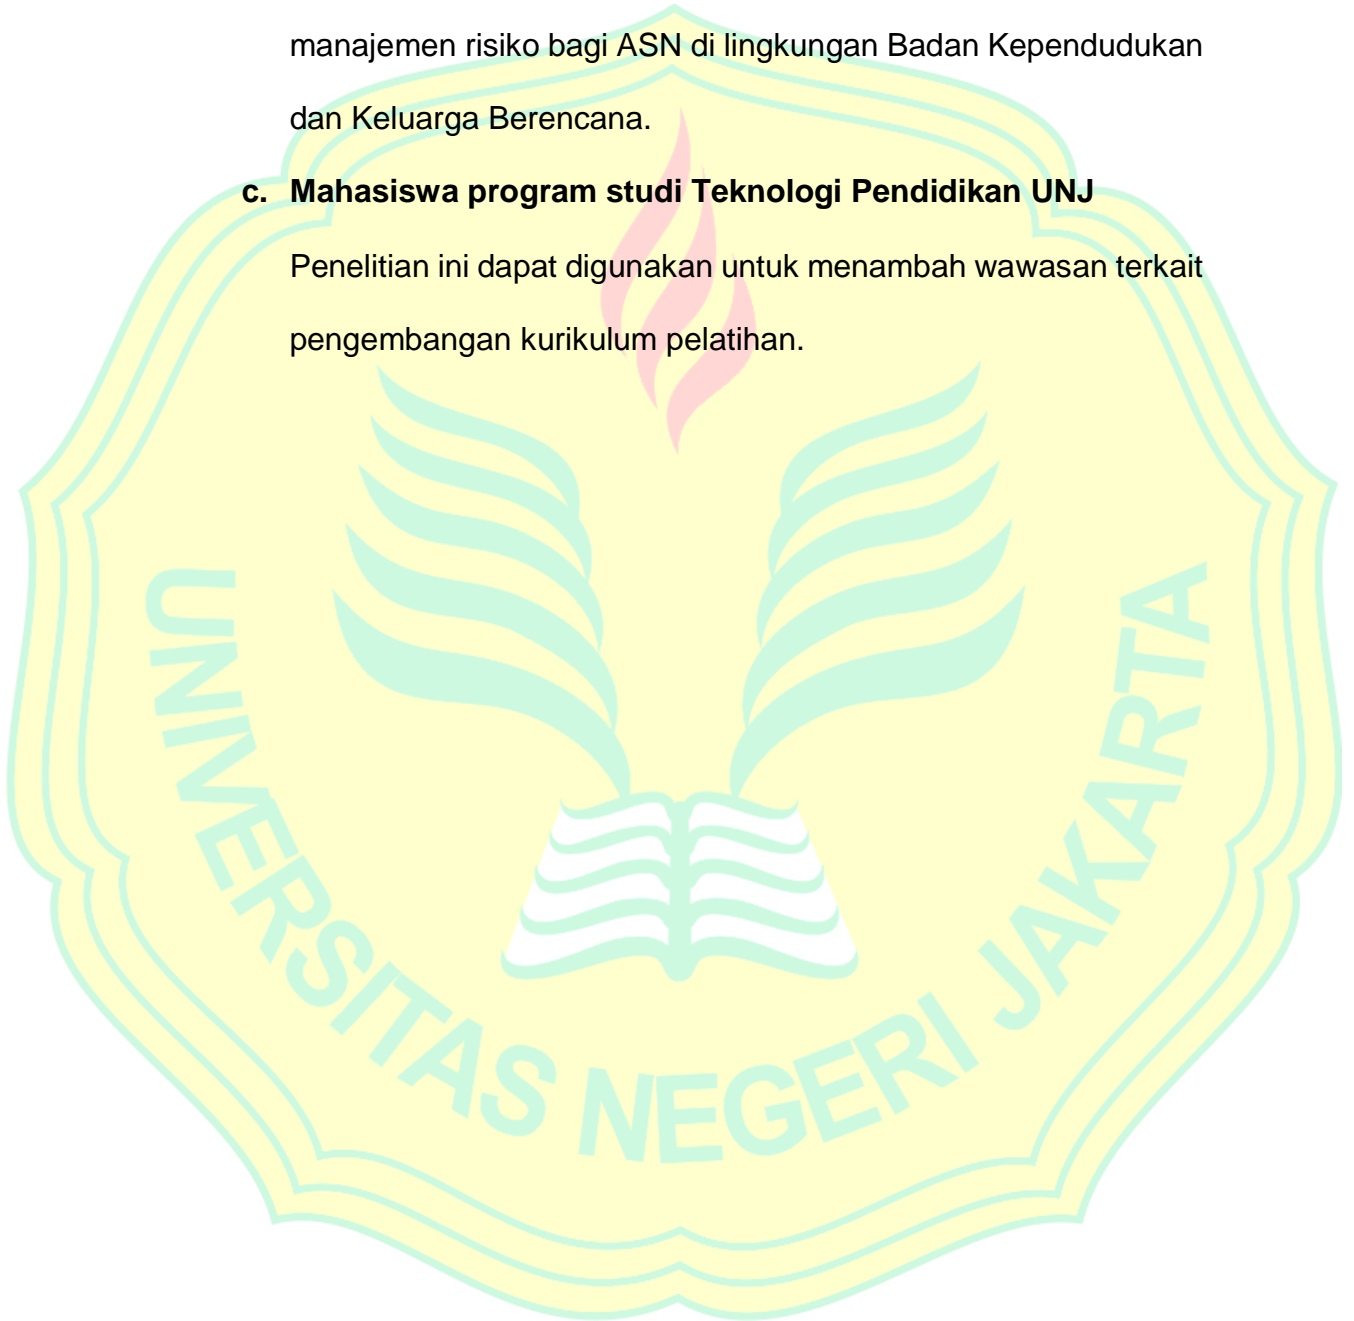 manajemen risiko bagi ASN di lingkungan Badan Kependudukan
dan Keluarga Berencana.
c. Mahasiswa program studi Teknologi Pendidikan UNJ
Penelitian ini dapat digunakan untuk menambah wawasan terkait
pengembangan kurikulum pelatihan.
UNIVERSITAS NEGERI JAKARTA